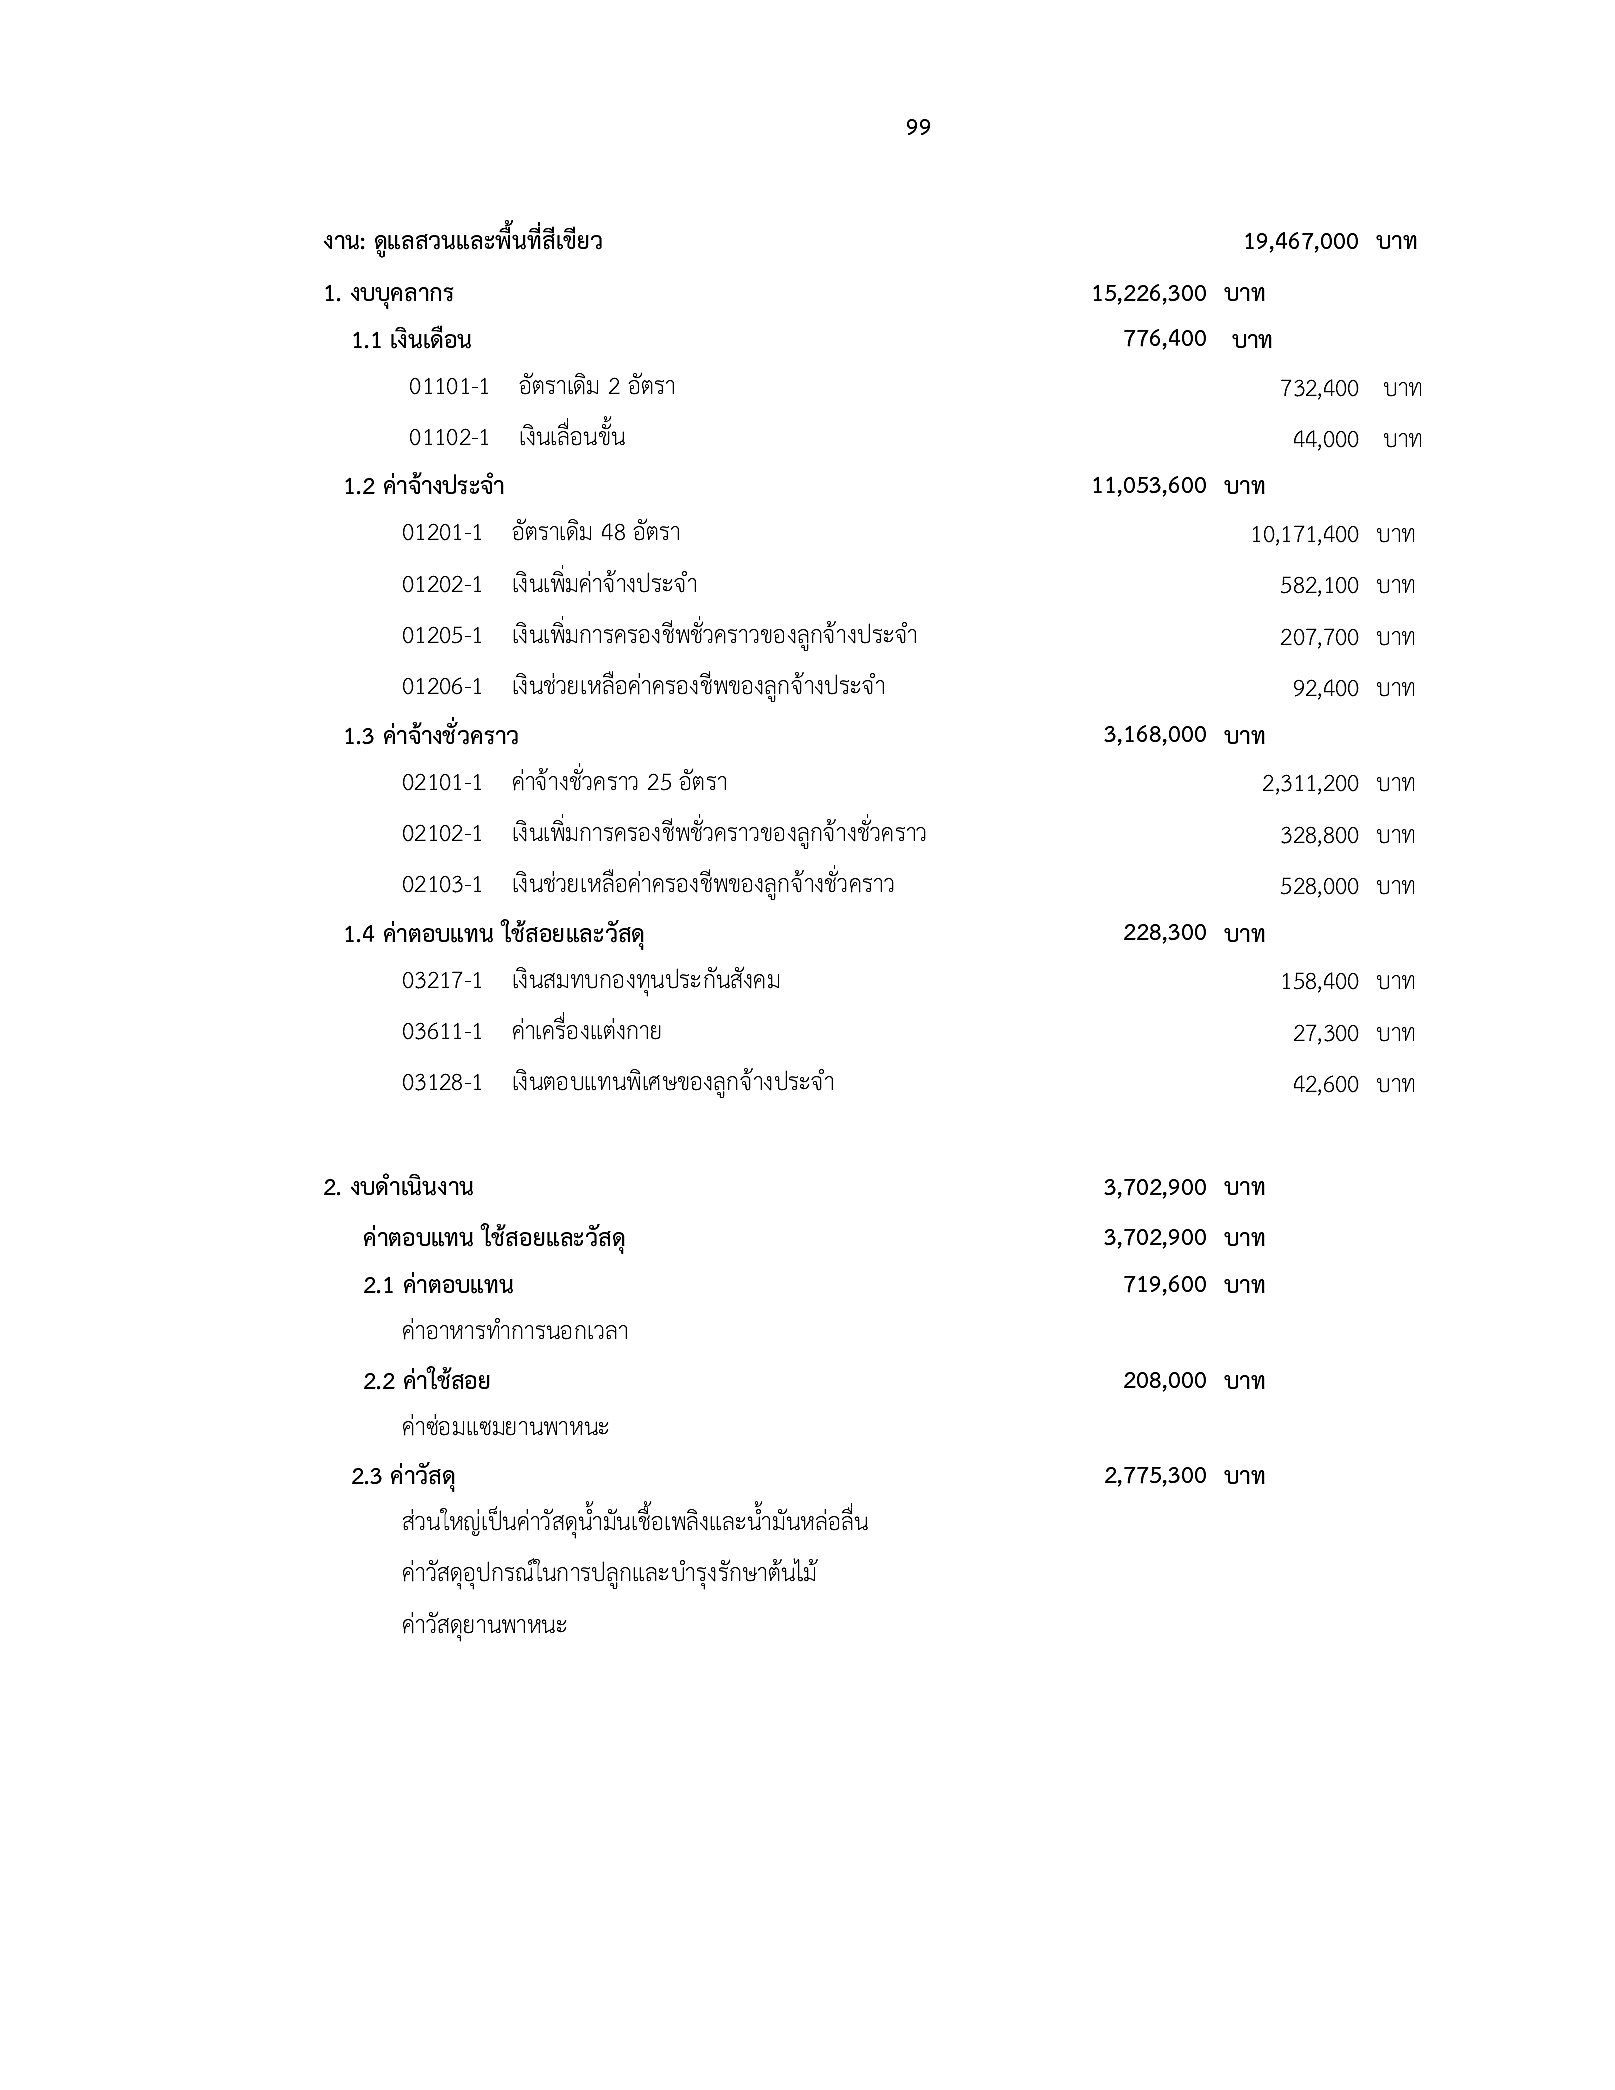 99
งาน: ดูแลสวนและพื้นที่สีเขียว 19,467,000 บาท
1. งบบุคลากร 15,226,300 บาท
1.1 เงินเดือน 776,400 บาท
01101-1 อัตราเดิม 2 อัตรา 732,400 บาท
01102-1 เงินเลื่อนขั้น 44,000 บาท
1.2 ค่าจ้างประจำ 11,053,600 บาท
01201-1 อัตราเดิม 48 อัตรา 10,171,400 บาท
01202-1 เงินเพิ่มค่าจ้างประจำ 582,100 บาท
01205-1 เงินเพิ่มการครองชีพชั่วคราวของลูกจ้างประจำ 207,700 บาท
01206-1 เงินช่วยเหลือค่าครองชีพของลูกจ้างประจำ 92,400 บาท
1.3 ค่าจ้างชั่วคราว 3,168,000 บาท
02101-1 ค่าจ้างชั่วคราว 25 อัตรา 2,311,200 บาท
02102-1 เงินเพิ่มการครองชีพชั่วคราวของลูกจ้างชั่วคราว 328,800 บาท
02103-1 เงินช่วยเหลือค่าครองชีพของลูกจ้างชั่วคราว 528,000 บาท
1.4 ค่าตอบแทน ใช้สอยและวัสดุ 228,300 บาท
03217-1 เงินสมทบกองทุนประกันสังคม 158,400 บาท
03611-1 ค่าเครื่องแต่งกาย 27,300 บาท
03128-1 เงินตอบแทนพิเศษของลูกจ้างประจำ 42,600 บาท
2. งบดำเนินงาน 3,702,900 บาท
ค่าตอบแทน ใช้สอยและวัสดุ 3,702,900 บาท
2.1 ค่าตอบแทน 719,600 บาท
ค่าอาหารทำการนอกเวลา
2.2 ค่าใช้สอย 208,000 บาท
ค่าซ่อมแซมยานพาหนะ
2.3 ค่าวัสดุ 2,775,300 บาท
ส่วนใหญ่เป็นค่าวัสดุน้ำมันเชื้อเพลิงและน้ำมันหล่อลื่น
ค่าวัสดุอุปกรณ์ในการปลูกและบำรุงรักษาต้นไม้
ค่าวัสดุยานพาหนะ